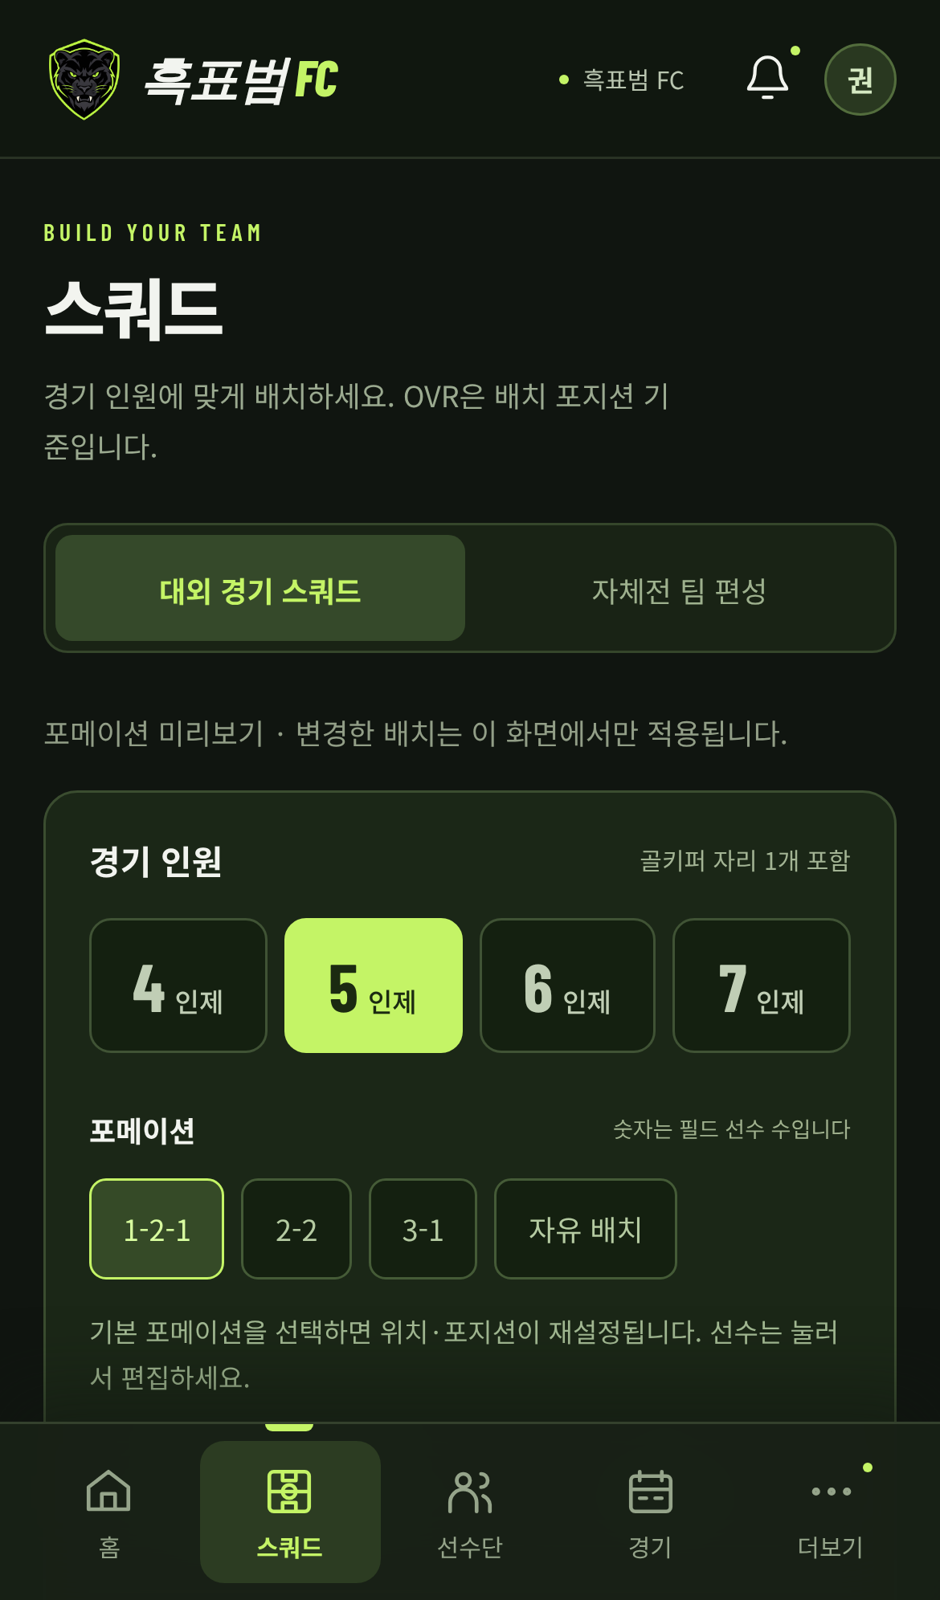 흑표범 FC
흑표범 FC
권
BUILD YOUR TEAM
스쿼드
경기 인원에 맞게 배치하세요. OVR은 배치 포지션 기
준입니다.
대외 경기 스쿼드
자체전 팀 편성
포메이션 미리보기 · 변경한 배치는 이 화면에서만 적용됩니다.
경기 인원
골키퍼 자리 1개 포함
4 인제
5 인제
6 인제
7 인제
포메이션
숫자는 필드 선수 수입니다
1-2-1
2-2
3-1
자유 배치
기본 포메이션을 선택하면 위치·포지션이 재설정됩니다. 선수는 눌러
서 편집하세요.
홈
스쿼드
선수단
경기
더보기